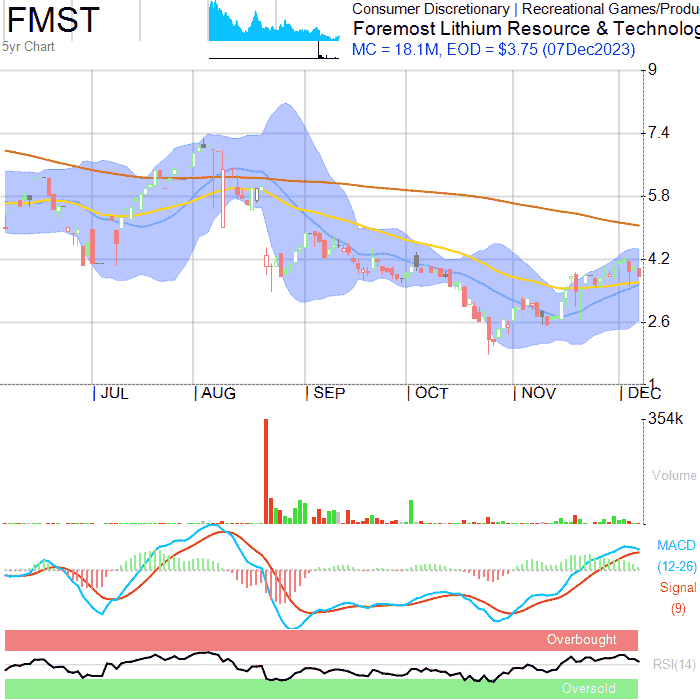 FMST
Consumer Discretionary | Recreational Games/Produ
Foremost Lithium Resource & Technolog
5yr Chart
MC = 18.1M, EOD = $3.75 (07Dec2023)
9
7.4
5.8
4.2
2.6
1
JUL
AUG
SEP
OCT
NOV
DEC
354k
Volume
MACD
(12-26)
Signal
(9)
Overbought
RSI(14)
Oversold